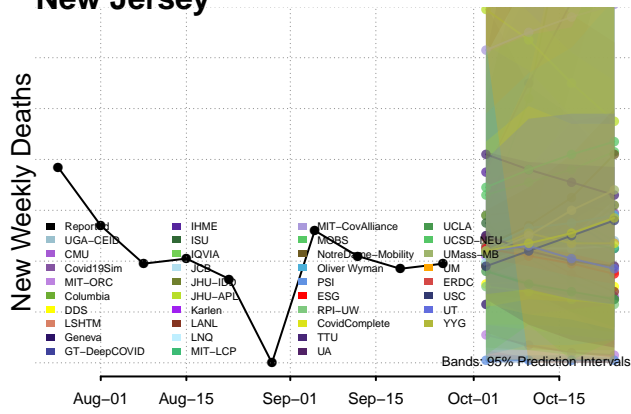 New Jersey
New Weekly Deaths
Reported
UGA−CEID
CMU
Covid19Sim
MIT−ORC
Columbia
DDS
LSHTM
Geneva
GT−DeepCOVID
IHME
ISU
IQVIA
JCB
JHU−IDD
JHU−APL
Karlen
LANL
LNQ
MIT−LCP
MIT−CovAlliance
MOBS
NotreDame−Mobility
Oliver Wyman
PSI
ESG
RPI−UW
CovidComplete
TTU
UA
UCLA
UCSD−NEU
UMass−MB
UM
ERDC
USC
UT
YYG
Bands: 95% Prediction Intervals
Aug−01 Aug−15 Sep−01 Sep−15 Oct−01 Oct−15